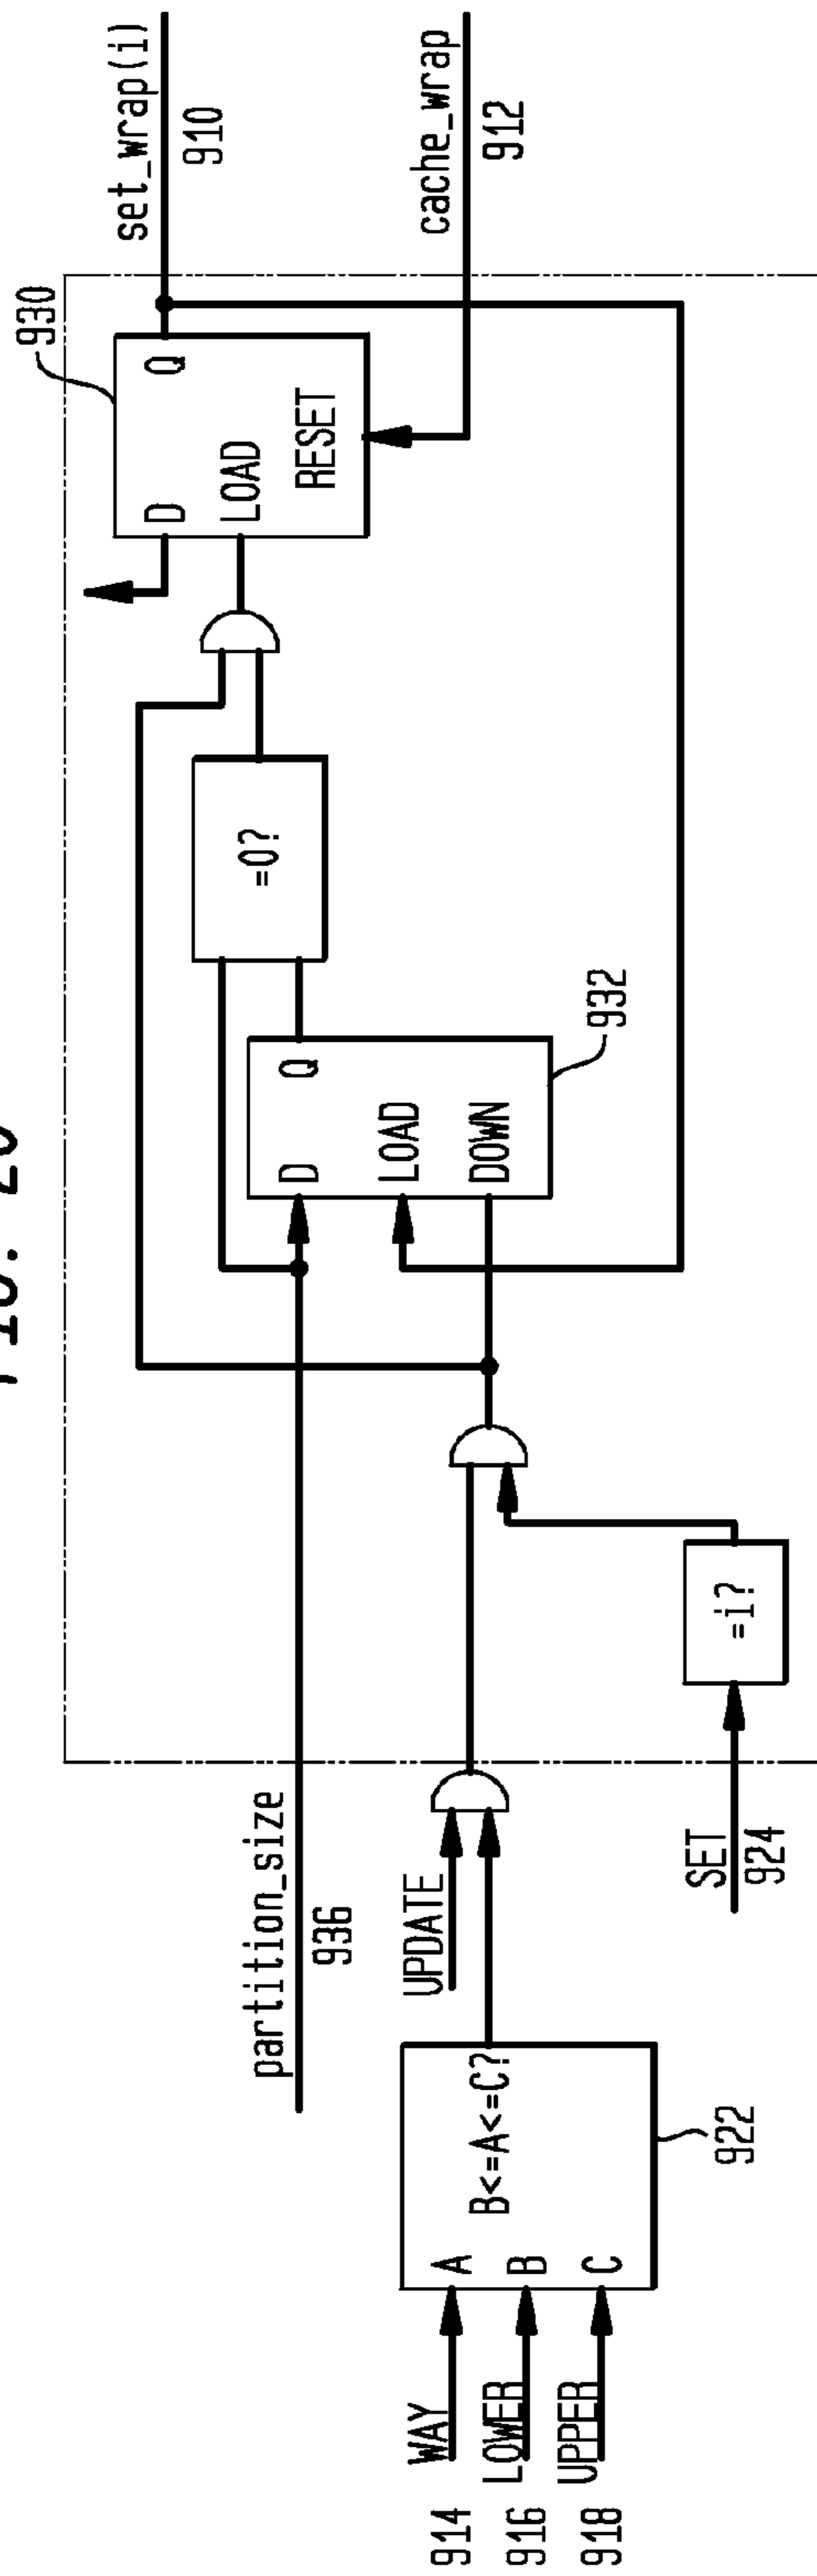 FIG.
930
set_wrap(i)
910
D
Q
LOAD
RESET
cache_wrap
912
=0?
partition_size
936
D
Q
LOAD
DOWN
932
UPDATE
WAY
914
LOWER
916
UPPER
918
A
B
C
B<=A<=C?
922
SET
924
=i?